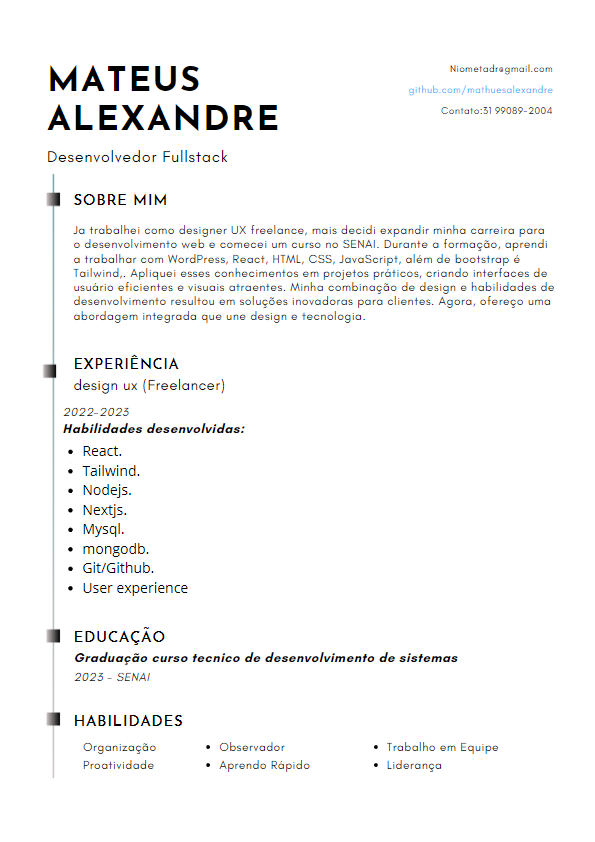 MATEUS
ALEXANDRE
Desenvolvedor Fullstack
Niometadr@gmail.com
github.com/mathuesalexandre
Contato:31 99089-2004
SOBRE MIM
Ja trabalhei como designer UX freelance, mais decidi expandir minha carreira para
o desenvolvimento web e comecei um curso no SENAI. Durante a formação, aprendi
a trabalhar com WordPress, React, HTML, CSS, JavaScript, além de bootstrap é
Tailwind,. Apliquei esses conhecimentos em projetos práticos, criando interfaces de
usuário eficientes e visuais atraentes. Minha combinação de design e habilidades de
desenvolvimento resultou em soluções inovadoras para clientes. Agora, ofereço uma
abordagem integrada que une design e tecnologia.
EXPERIÊNCIA
design ux (Freelancer)
2022-2023
Habilidades desenvolvidas:
• React.
• Tailwind.
• Nodejs.
• Nextjs.
• Mysql.
• mongodb.
• Git/Github.
• User experience
EDUCAÇÃO
Graduação curso tecnico de desenvolvimento de sistemas
2023 - SENAI
HABILIDADES
Organização • Observador • Trabalho em Equipe
Proatividade • Aprendo Rápido • Liderança